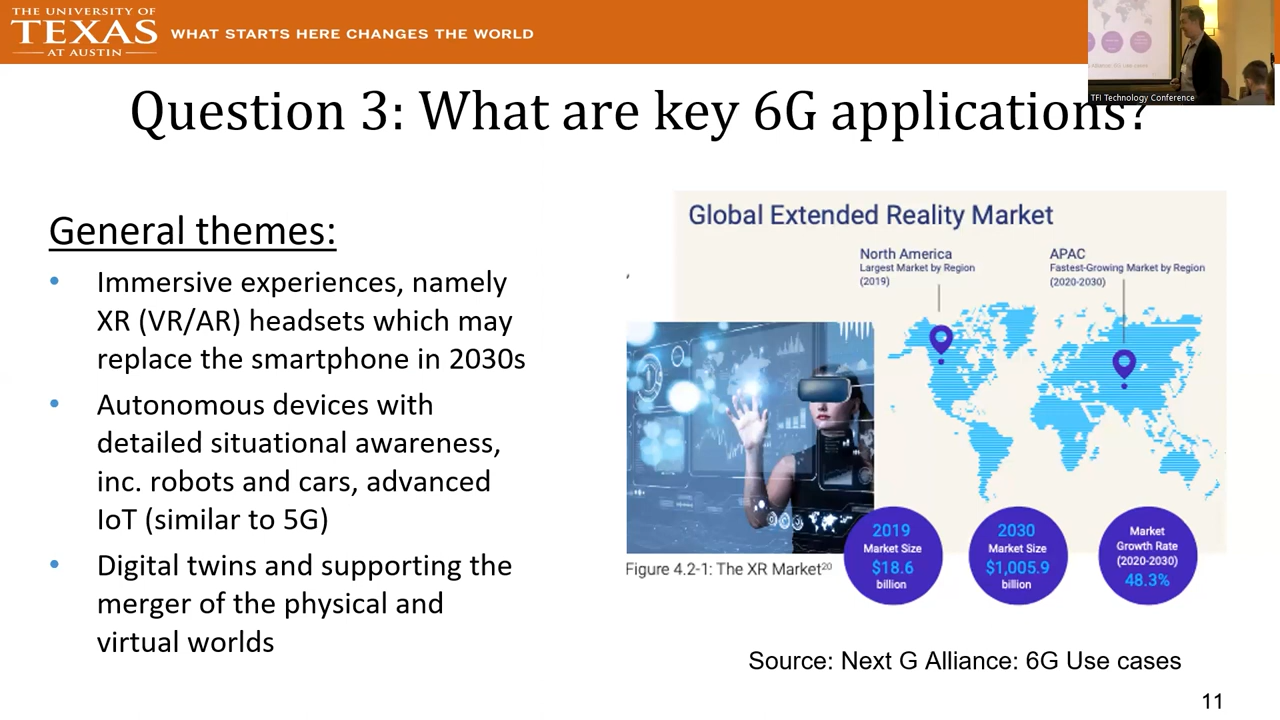 THE UNIVERSITY OF
TEXAS
AT AUSTIN
WHAT STARTS HERE CHANGES THE WORLD
TFI Technology Conference
Question 3: What are key 6G applications?
General themes:
• Immersive experiences, namely
XR (VR/AR) headsets which may
replace the smartphone in 2030s
• Autonomous devices with
detailed situational awareness,
inc. robots and cars, advanced
IoT (similar to 5G)
• Digital twins and supporting the
merger of the physical and
virtual worlds
Global Extended Reality Market
North America
Largest Market by Region
(2019)
APAC
Fastest-Growing Market by Region
(2020-2030)
2019
Market Size
$18.6
billion
2030
Market Size
$1,005.9
billion
Market
Growth Rate
(2020-2030)
48.3%
Figure 4.2-1: The XR Market20
Source: Next G Alliance: 6G Use cases
11